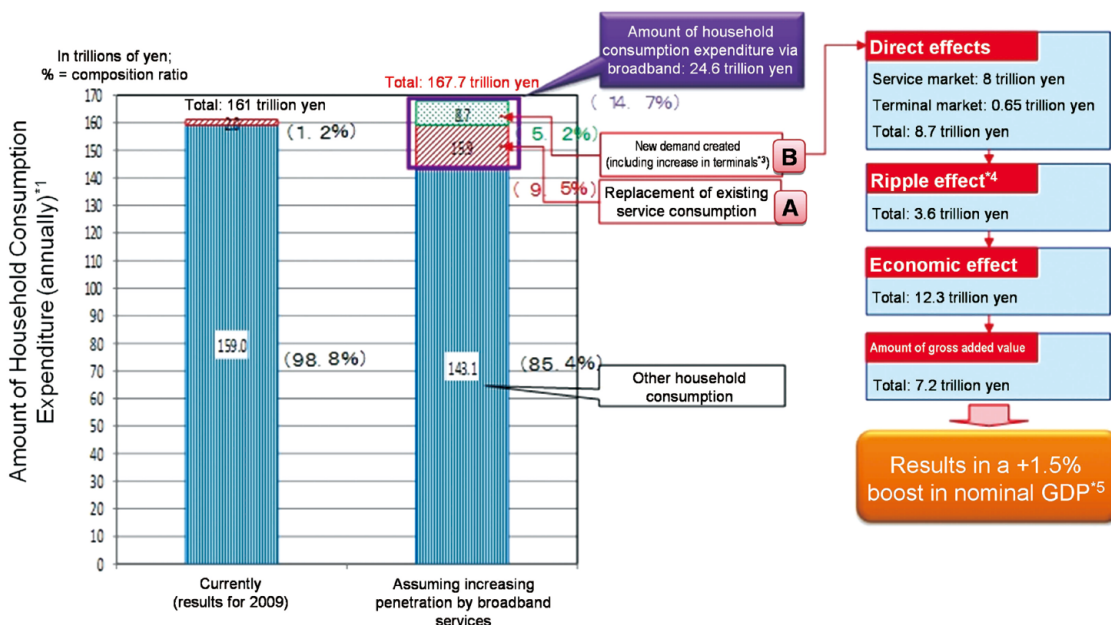 In trillions of yen;
% = composition ratio
Amount of Household Consumption
Expenditure (annually)*1
170
160
150
140
130
120
110
100
90
80
70
60
50
40
30
20
10
0
Total: 161 trillion yen
2.0
(1. 2%)
159.0
(98. 8%)
Currently
(results for 2009)
Total: 167.7 trillion yen
8.7
15.9
143.1
( 14. 7%)
( 5. 2%)
( 9. 5%)
(85. 4%)
Assuming increasing
penetration by broadband
services
Amount of household
consumption expenditure via
broadband: 24.6 trillion yen
New demand created
(including increase in terminals*3)
B
Replacement of existing
service consumption
A
Other household
consumption
Direct effects
Service market: 8 trillion yen
Terminal market: 0.65 trillion yen
Total: 8.7 trillion yen
Ripple effect*4
Total: 3.6 trillion yen
Economic effect
Total: 12.3 trillion yen
Amount of gross added value
Total: 7.2 trillion yen
Results in a +1.5%
boost in nominal GDP*5